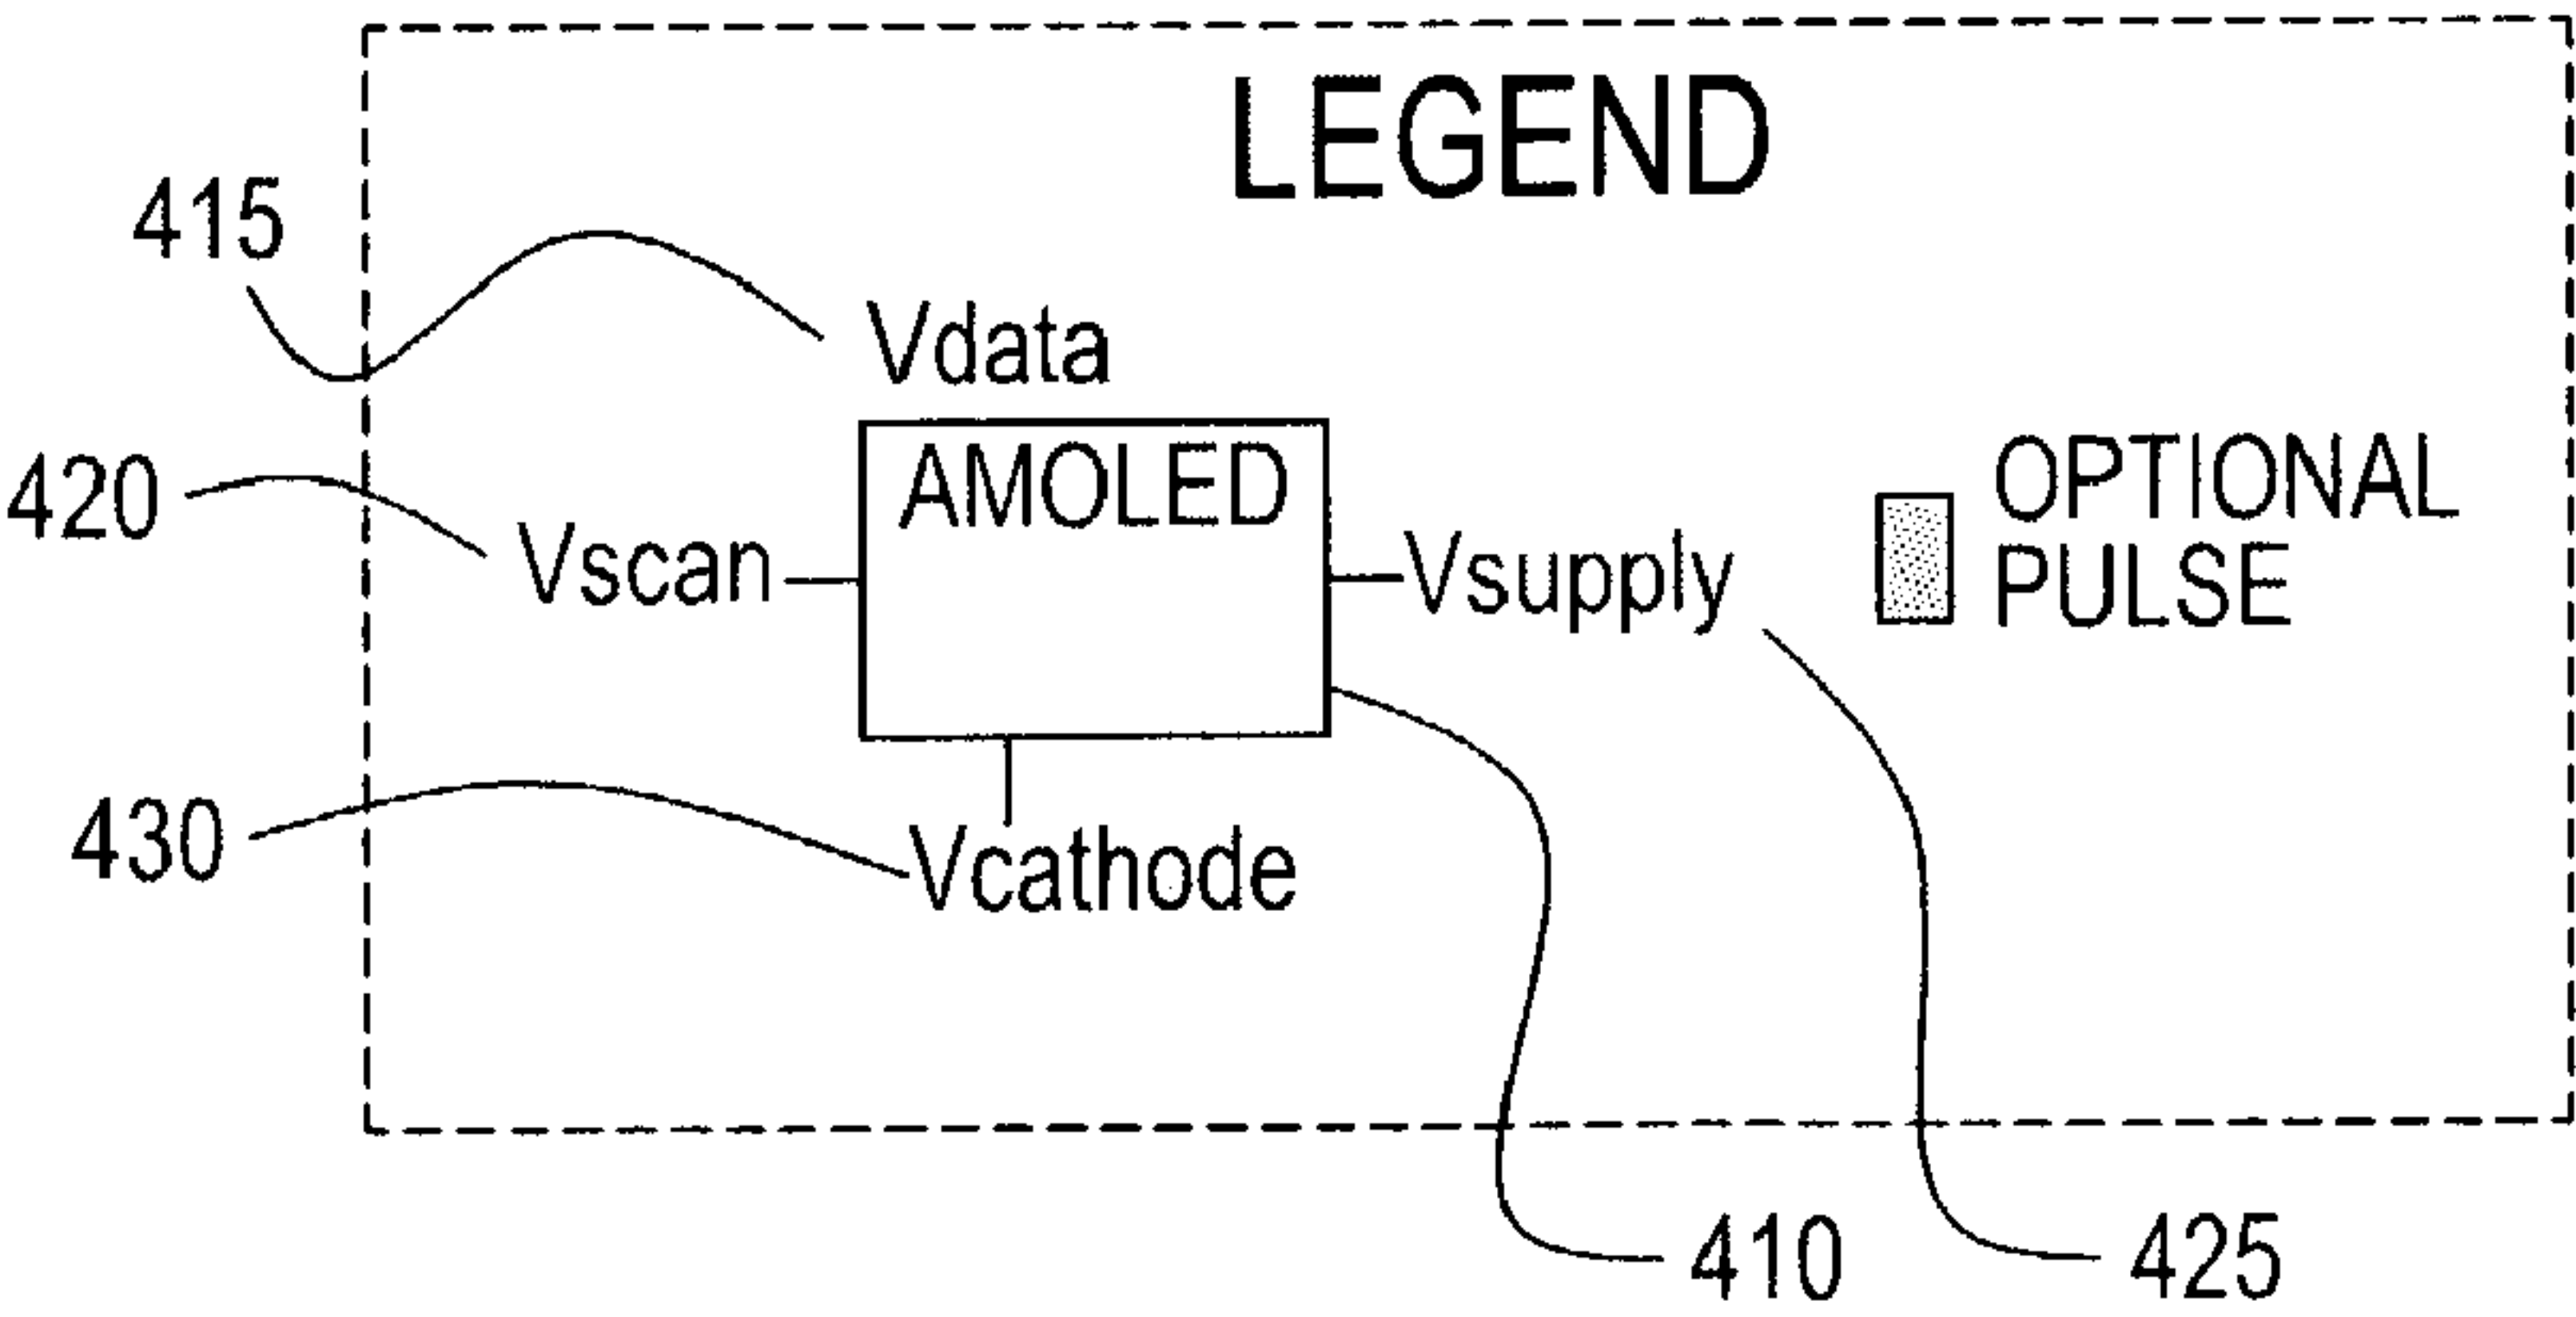 LEGEND
415
Vdata
420
AMOLED
OPTIONAL
Vscan
Vsupply
PULSE
430
Vcathode
410
425